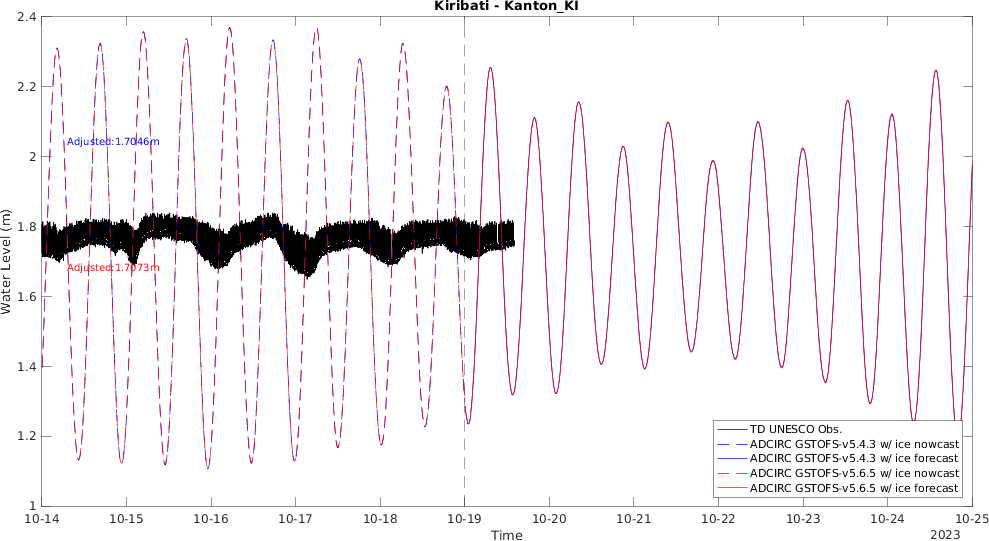 Kiribati - Kanton_KI
2.4
2.2
2
1.8
1.6
1.4
1.2
1
Water Level (m)
Adjusted:1.7046m
Adjusted:1.7073m
TD UNESCO Obs.
ADCIRC GSTOFS-v5.4.3 w/ ice nowcast
ADCIRC GSTOFS-v5.4.3 w/ ice forecast
ADCIRC GSTOFS-v5.6.5 w/ ice nowcast
ADCIRC GSTOFS-v5.6.5 w/ ice forecast
10-14 10-15 10-16 10-17 10-18 10-19 10-20 10-21 10-22 10-23 10-24 10-25
Time
2023